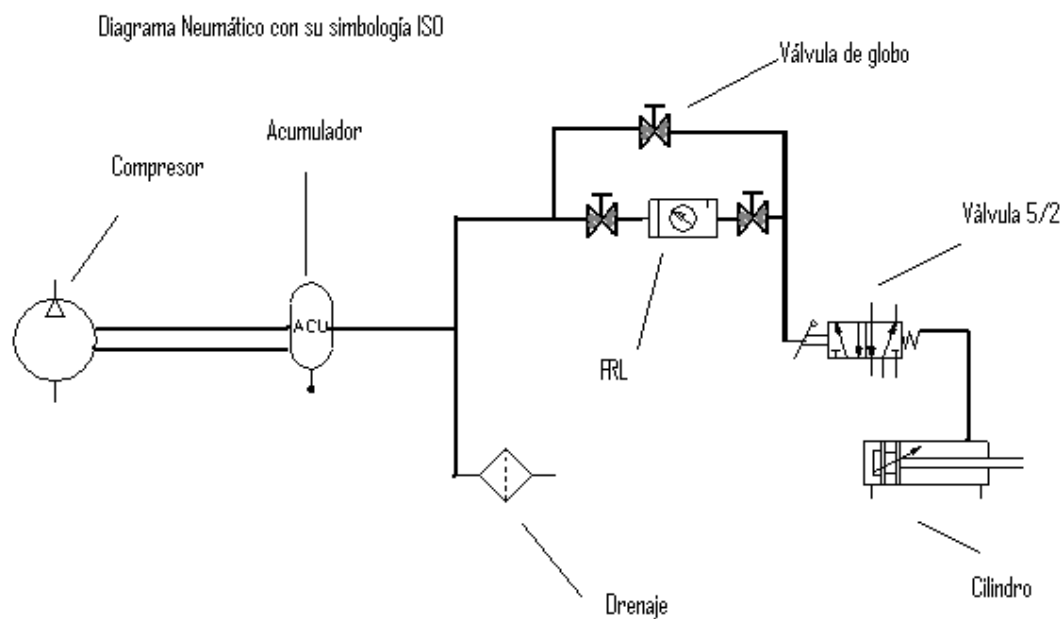 Diagrama Neumático con su simbología ISO
Válvula de globo
Acumulador
Compresor
Válvula 5/2
ACU
FRL
Cilindro
Drenaje